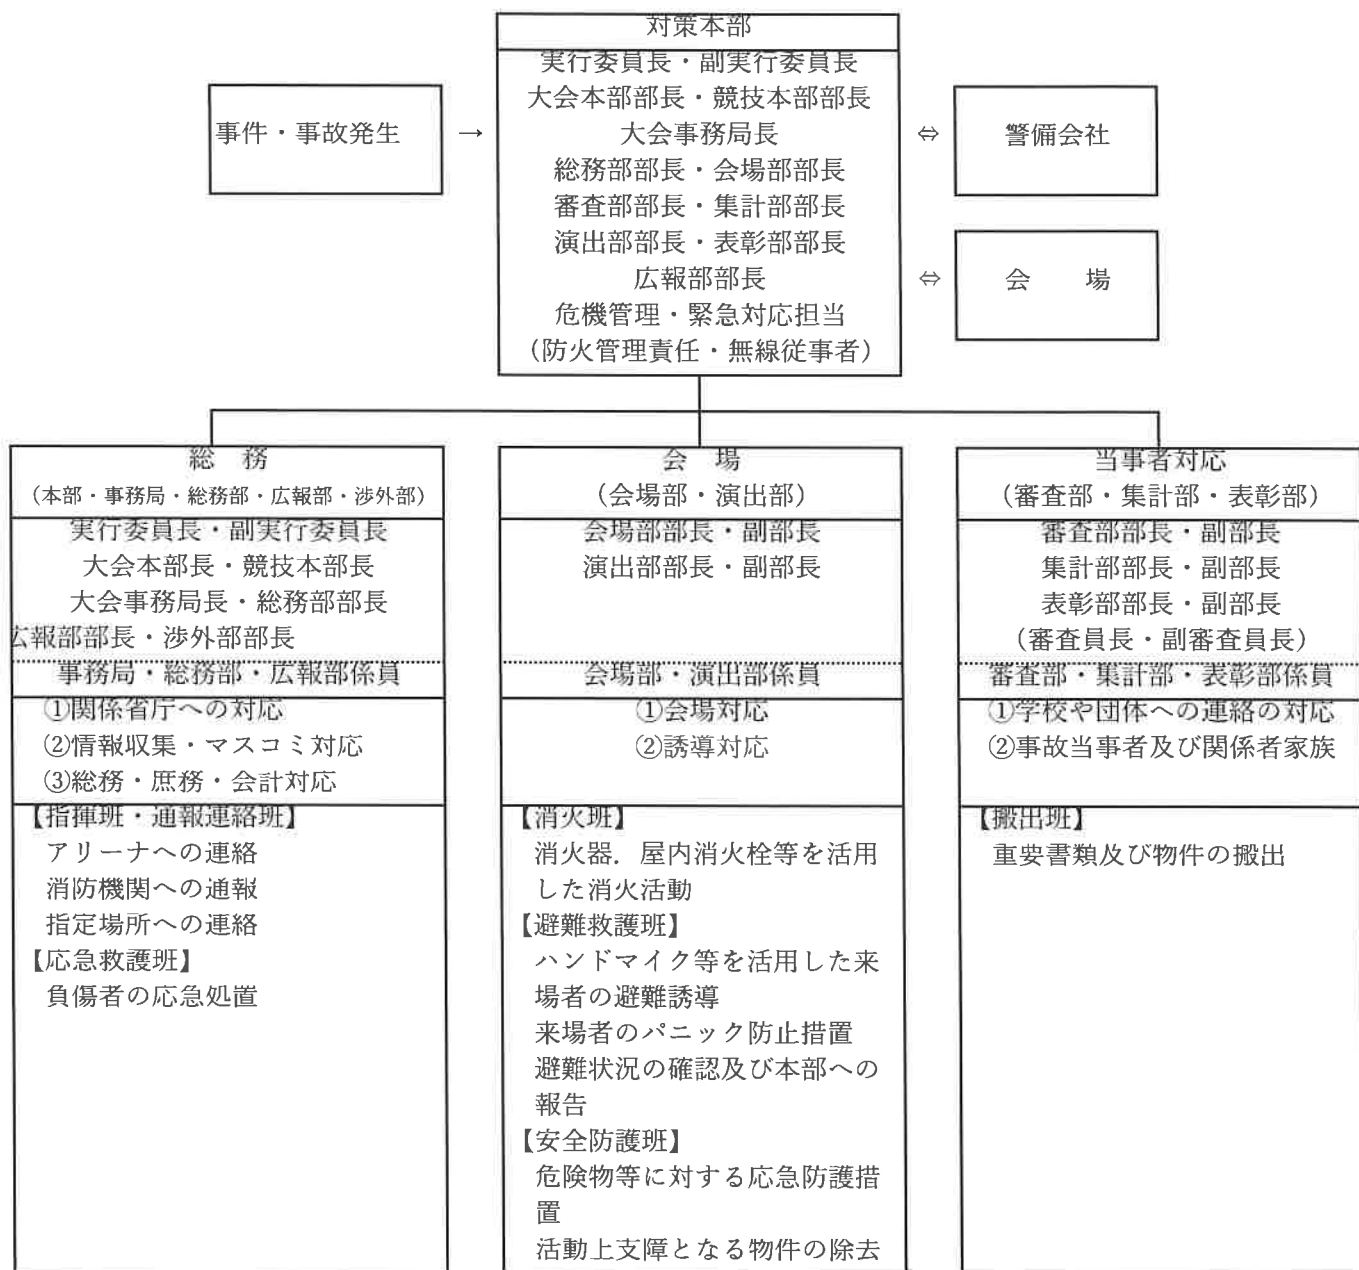 対策本部
実行委員長・副実行委員長
大会本部部長・競技本部部長
大会事務局長
総務部部長・会場部部長
審査部部長・集計部部長
演出部部長・表彰部部長
広報部部長
危機管理・緊急対応担当
（防火管理責任・無線従事者）
事件・事故発生
→
⇔
警備会社
⇔
会　場
総　務
（本部・事務局・総務部・広報部・渉外部）
実行委員長・副実行委員長
大会本部長・競技本部長
大会事務局長・総務部部長
広報部部長・渉外部部長
事務局・総務部・広報部係員
①関係省庁への対応
②情報収集・マスコミ対応
③総務・庶務・会計対応
【指揮班・通報連絡班】
アリーナへの連絡
消防機関への通報
指定場所への連絡
【応急救護班】
負傷者の応急処置
会　場
（会場部・演出部）
会場部部長・副部長
演出部部長・副部長
会場部・演出部係員
①会場対応
②誘導対応
【消火班】
消火器．屋内消火栓等を活用
した消火活動
【避難救護班】
ハンドマイク等を活用した来
場者の避難誘導
来場者のパニック防止措置
避難状況の確認及び本部への
報告
【安全防護班】
危険物等に対する応急防護措
置
活動上支障となる物件の除去
当事者対応
（審査部・集計部・表彰部）
審査部部長・副部長
集計部部長・副部長
表彰部部長・副部長
（審査員長・副審査員長）
審査部・集計部・表彰部係員
①学校や団体への連絡の対応
②事故当事者及び関係者家族
【搬出班】
重要書類及び物件の搬出